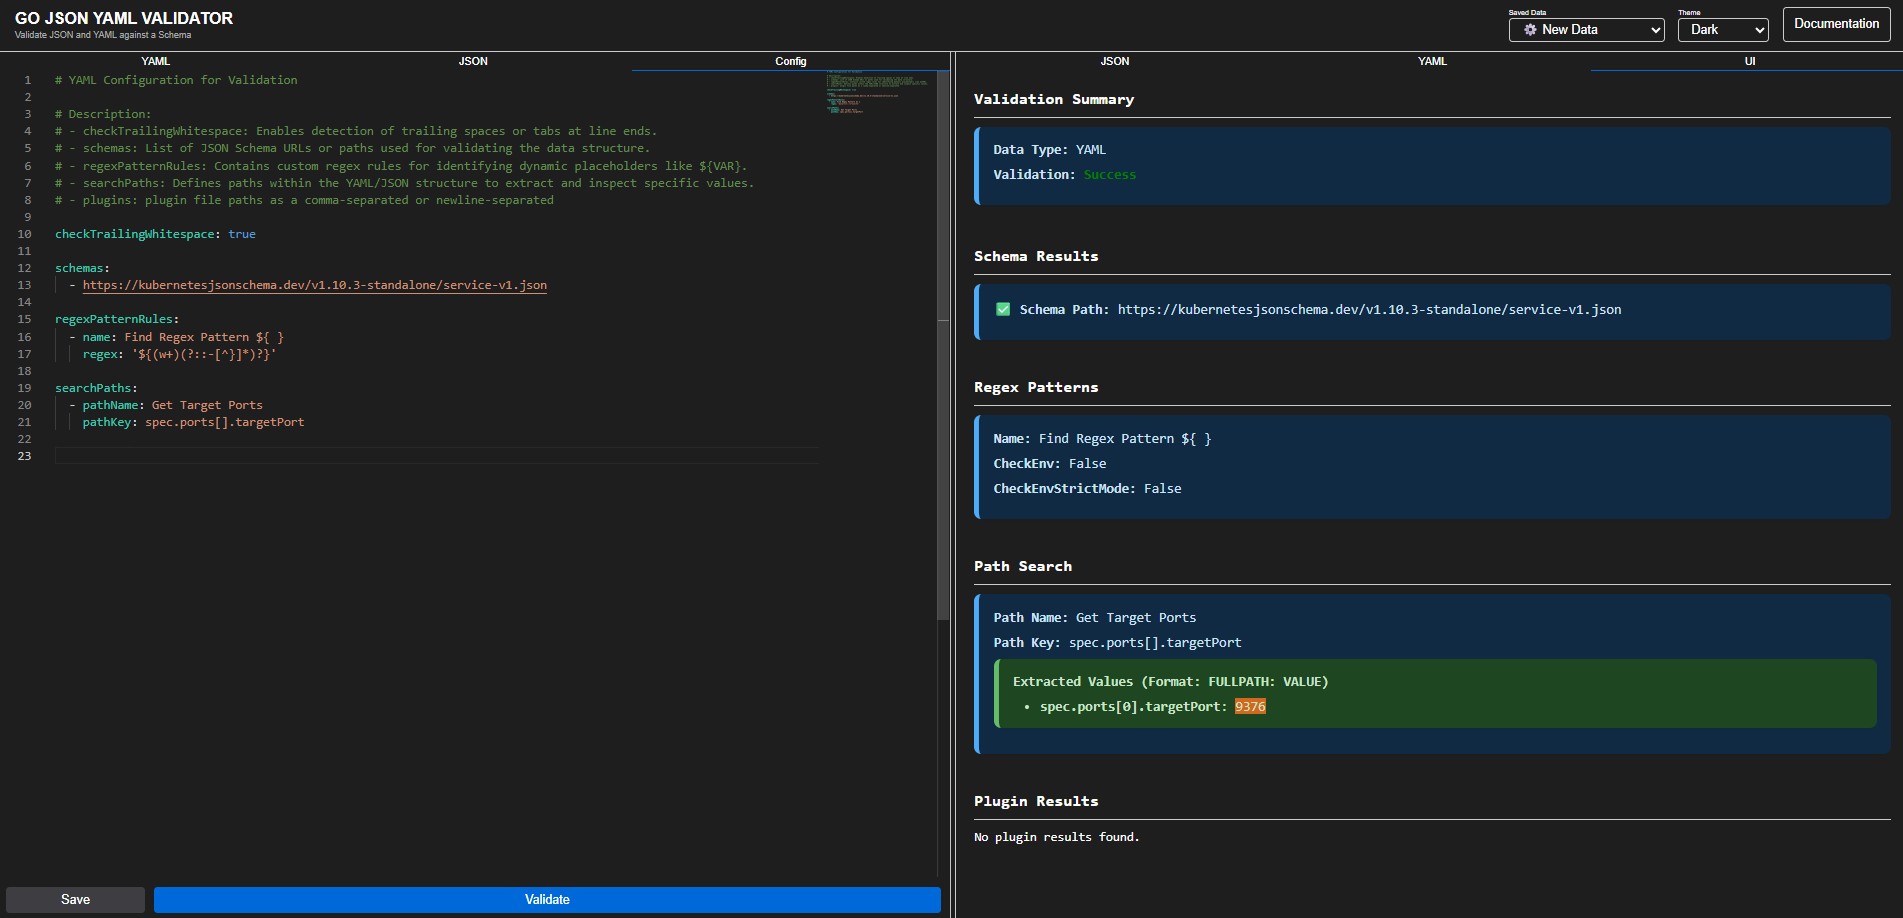 GO JSON YAML VALIDATOR
Validate JSON and YAML against a Schema
Saved Data
New Data
Theme
Dark
Documentation
YAML JSON Config
1 # YAML Configuration for Validation
2
3 # Description:
4 # - checkTrailingWhitespace: Enables detection of trailing spaces or tabs at line ends.
5 # - schemas: List of JSON Schema URLs or paths used for validating the data structure.
6 # - regexPatternRules: Contains custom regex rules for identifying dynamic placeholders like ${VAR}.
7 # - searchPaths: Defines paths within the YAML/JSON structure to extract and inspect specific values.
8 # - plugins: plugin file paths as a comma-separated or newline-separated
9
10 checkTrailingWhitespace: true
11
12 schemas:
13 - https://kubernetesjsonschema.dev/v1.10.3-standalone/service-v1.json
14
15 regexPatternRules:
16 - name: Find Regex Pattern ${ }
17 regex: '${(w+)(?::-[^}]*)?}'
18
19 searchPaths:
20 - pathName: Get Target Ports
21 pathKey: spec.ports[].targetPort
22
23
Save
Validate
JSON YAML UI
Validation Summary
Data Type: YAML
Validation: Success
Schema Results
✅ Schema Path: https://kubernetesjsonschema.dev/v1.10.3-standalone/service-v1.json
Regex Patterns
Name: Find Regex Pattern ${ }
CheckEnv: False
CheckEnvStrictMode: False
Path Search
Path Name: Get Target Ports
Path Key: spec.ports[].targetPort
Extracted Values (Format: FULLPATH: VALUE)
• spec.ports[0].targetPort: 9376
Plugin Results
No plugin results found.